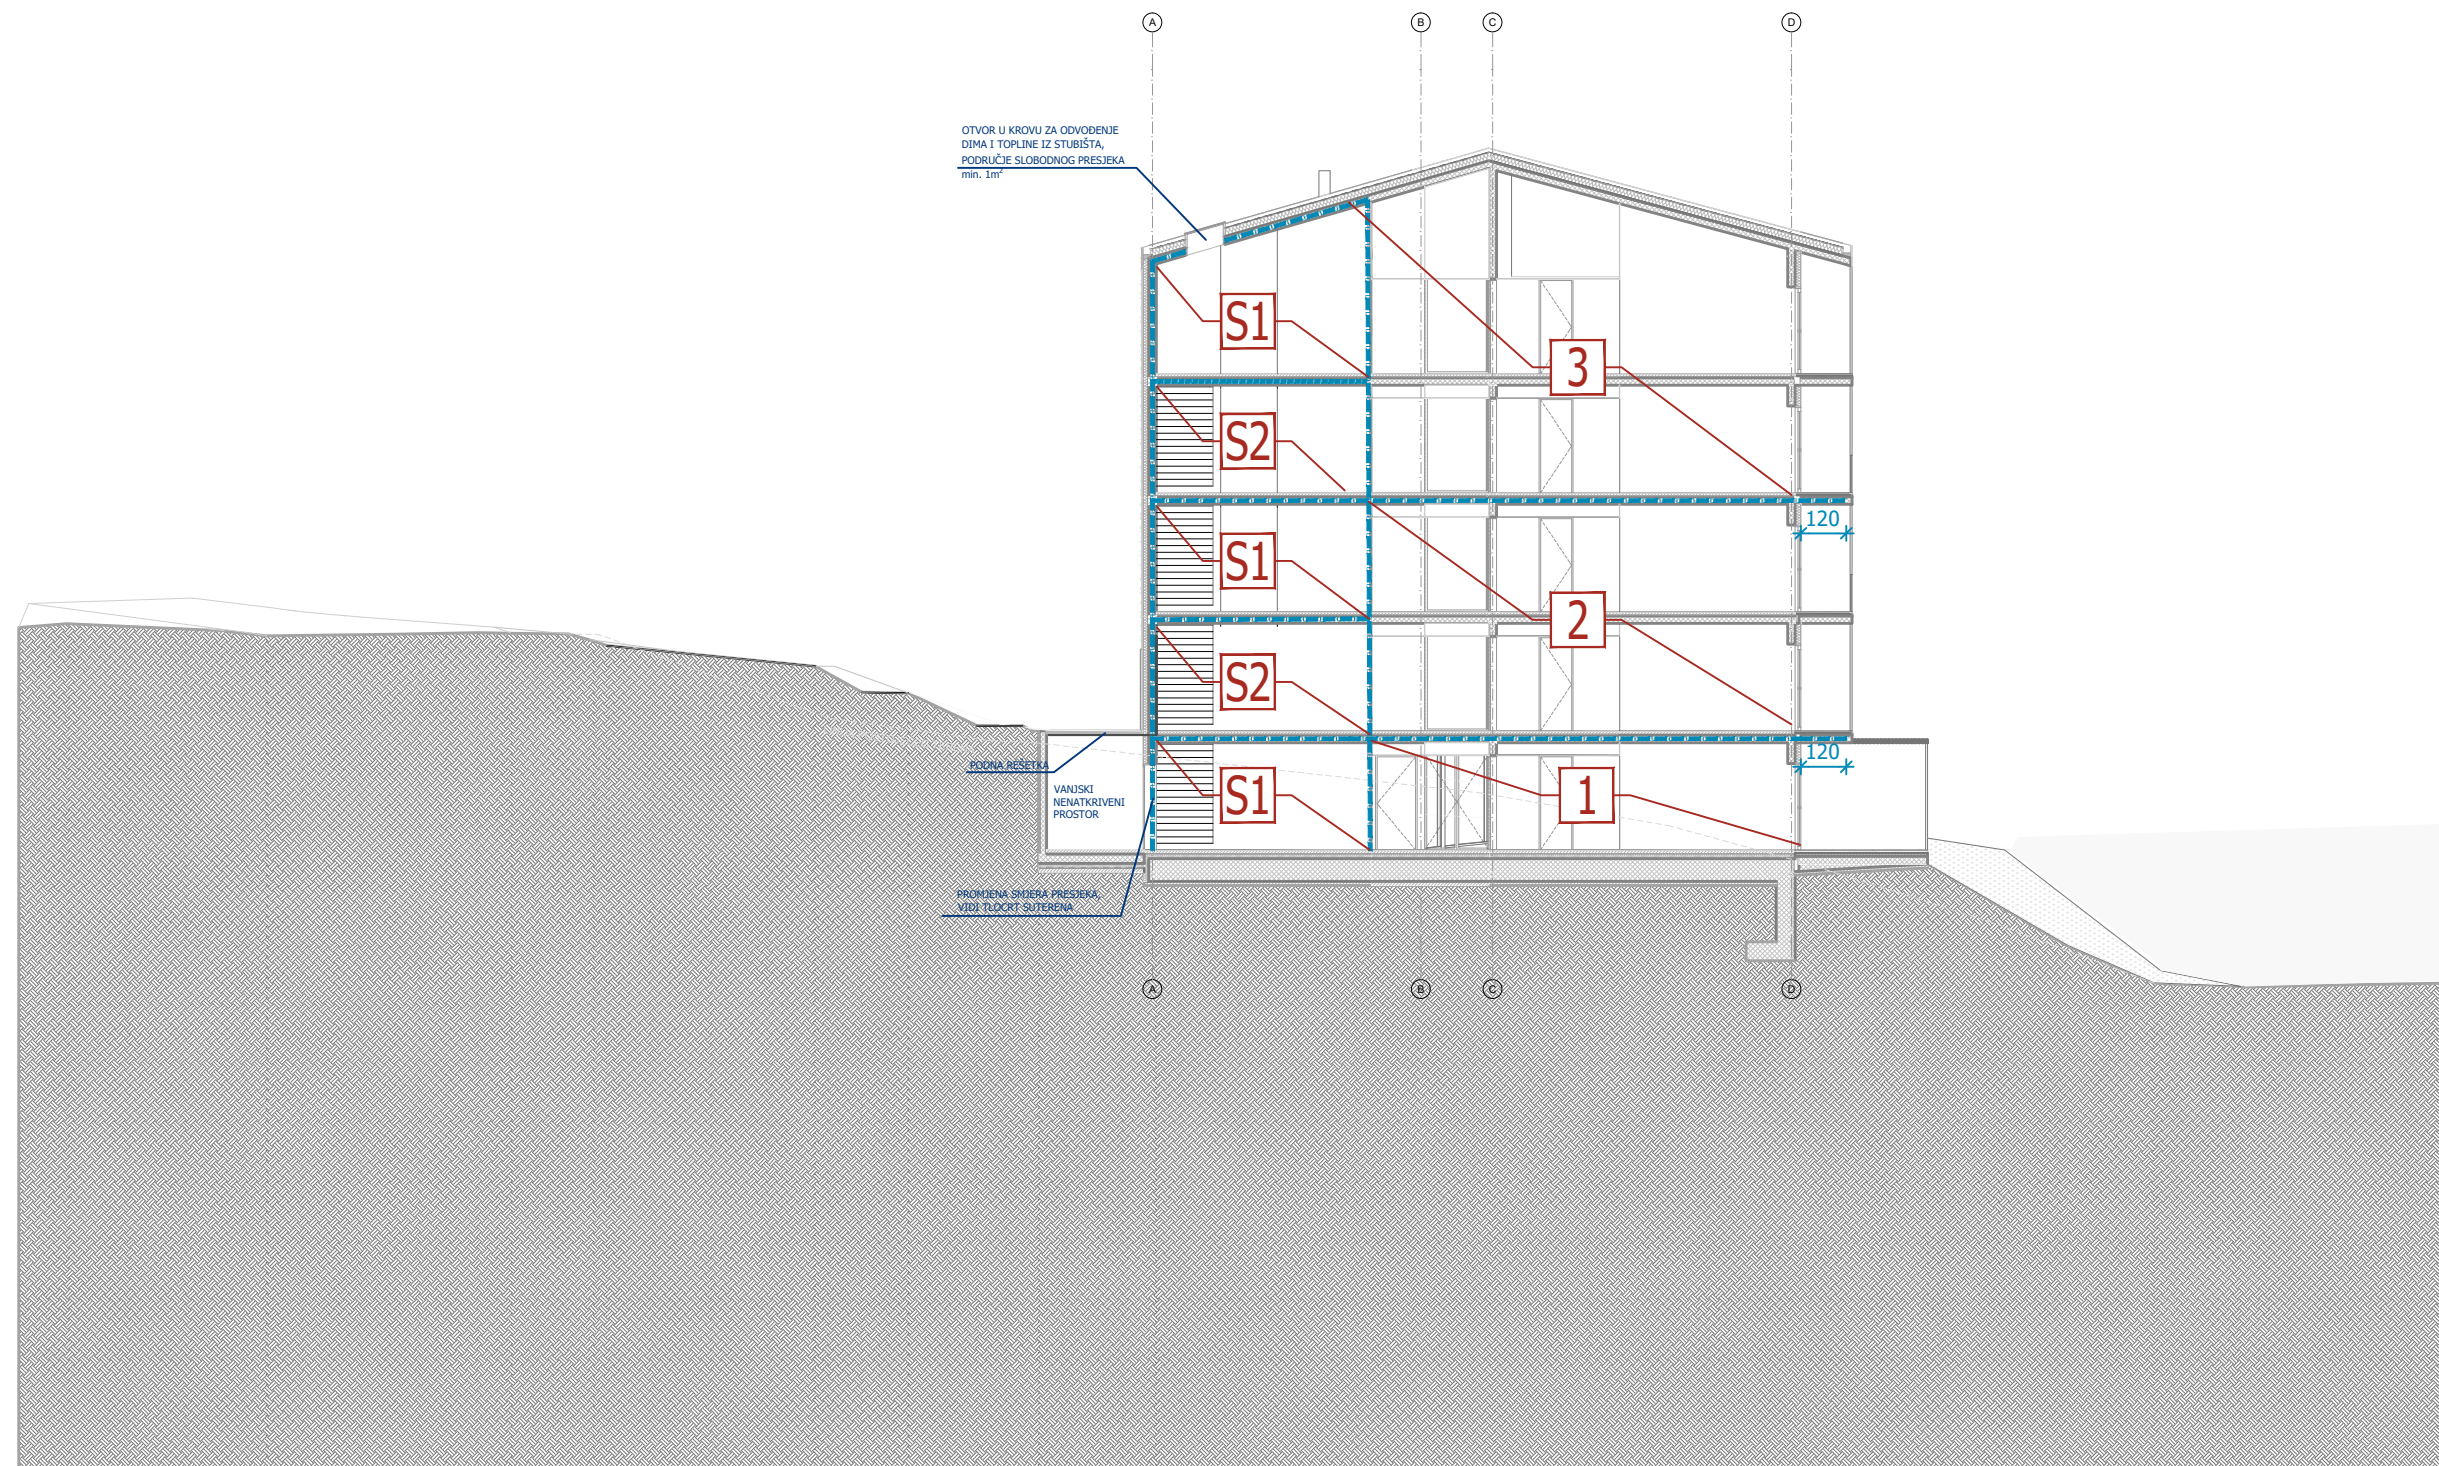 A
B
C
D
OTVOR U KROVU ZA ODVOĐENJE
DIMA I TOPLINE IZ STUBIŠTA,
PODRUČJE SLOBODNOG PRESJEKA
min. 1m²
S1
3
S2
120
S1
2
S2
120
PODNA REŠETKA
VANJSKI
NENATKRIVENI
PROSTOR
S1
1
PROMJENA SMJERA PRESJEKA,
VIDI TLOCRT SUTERENA
A
B
C
D